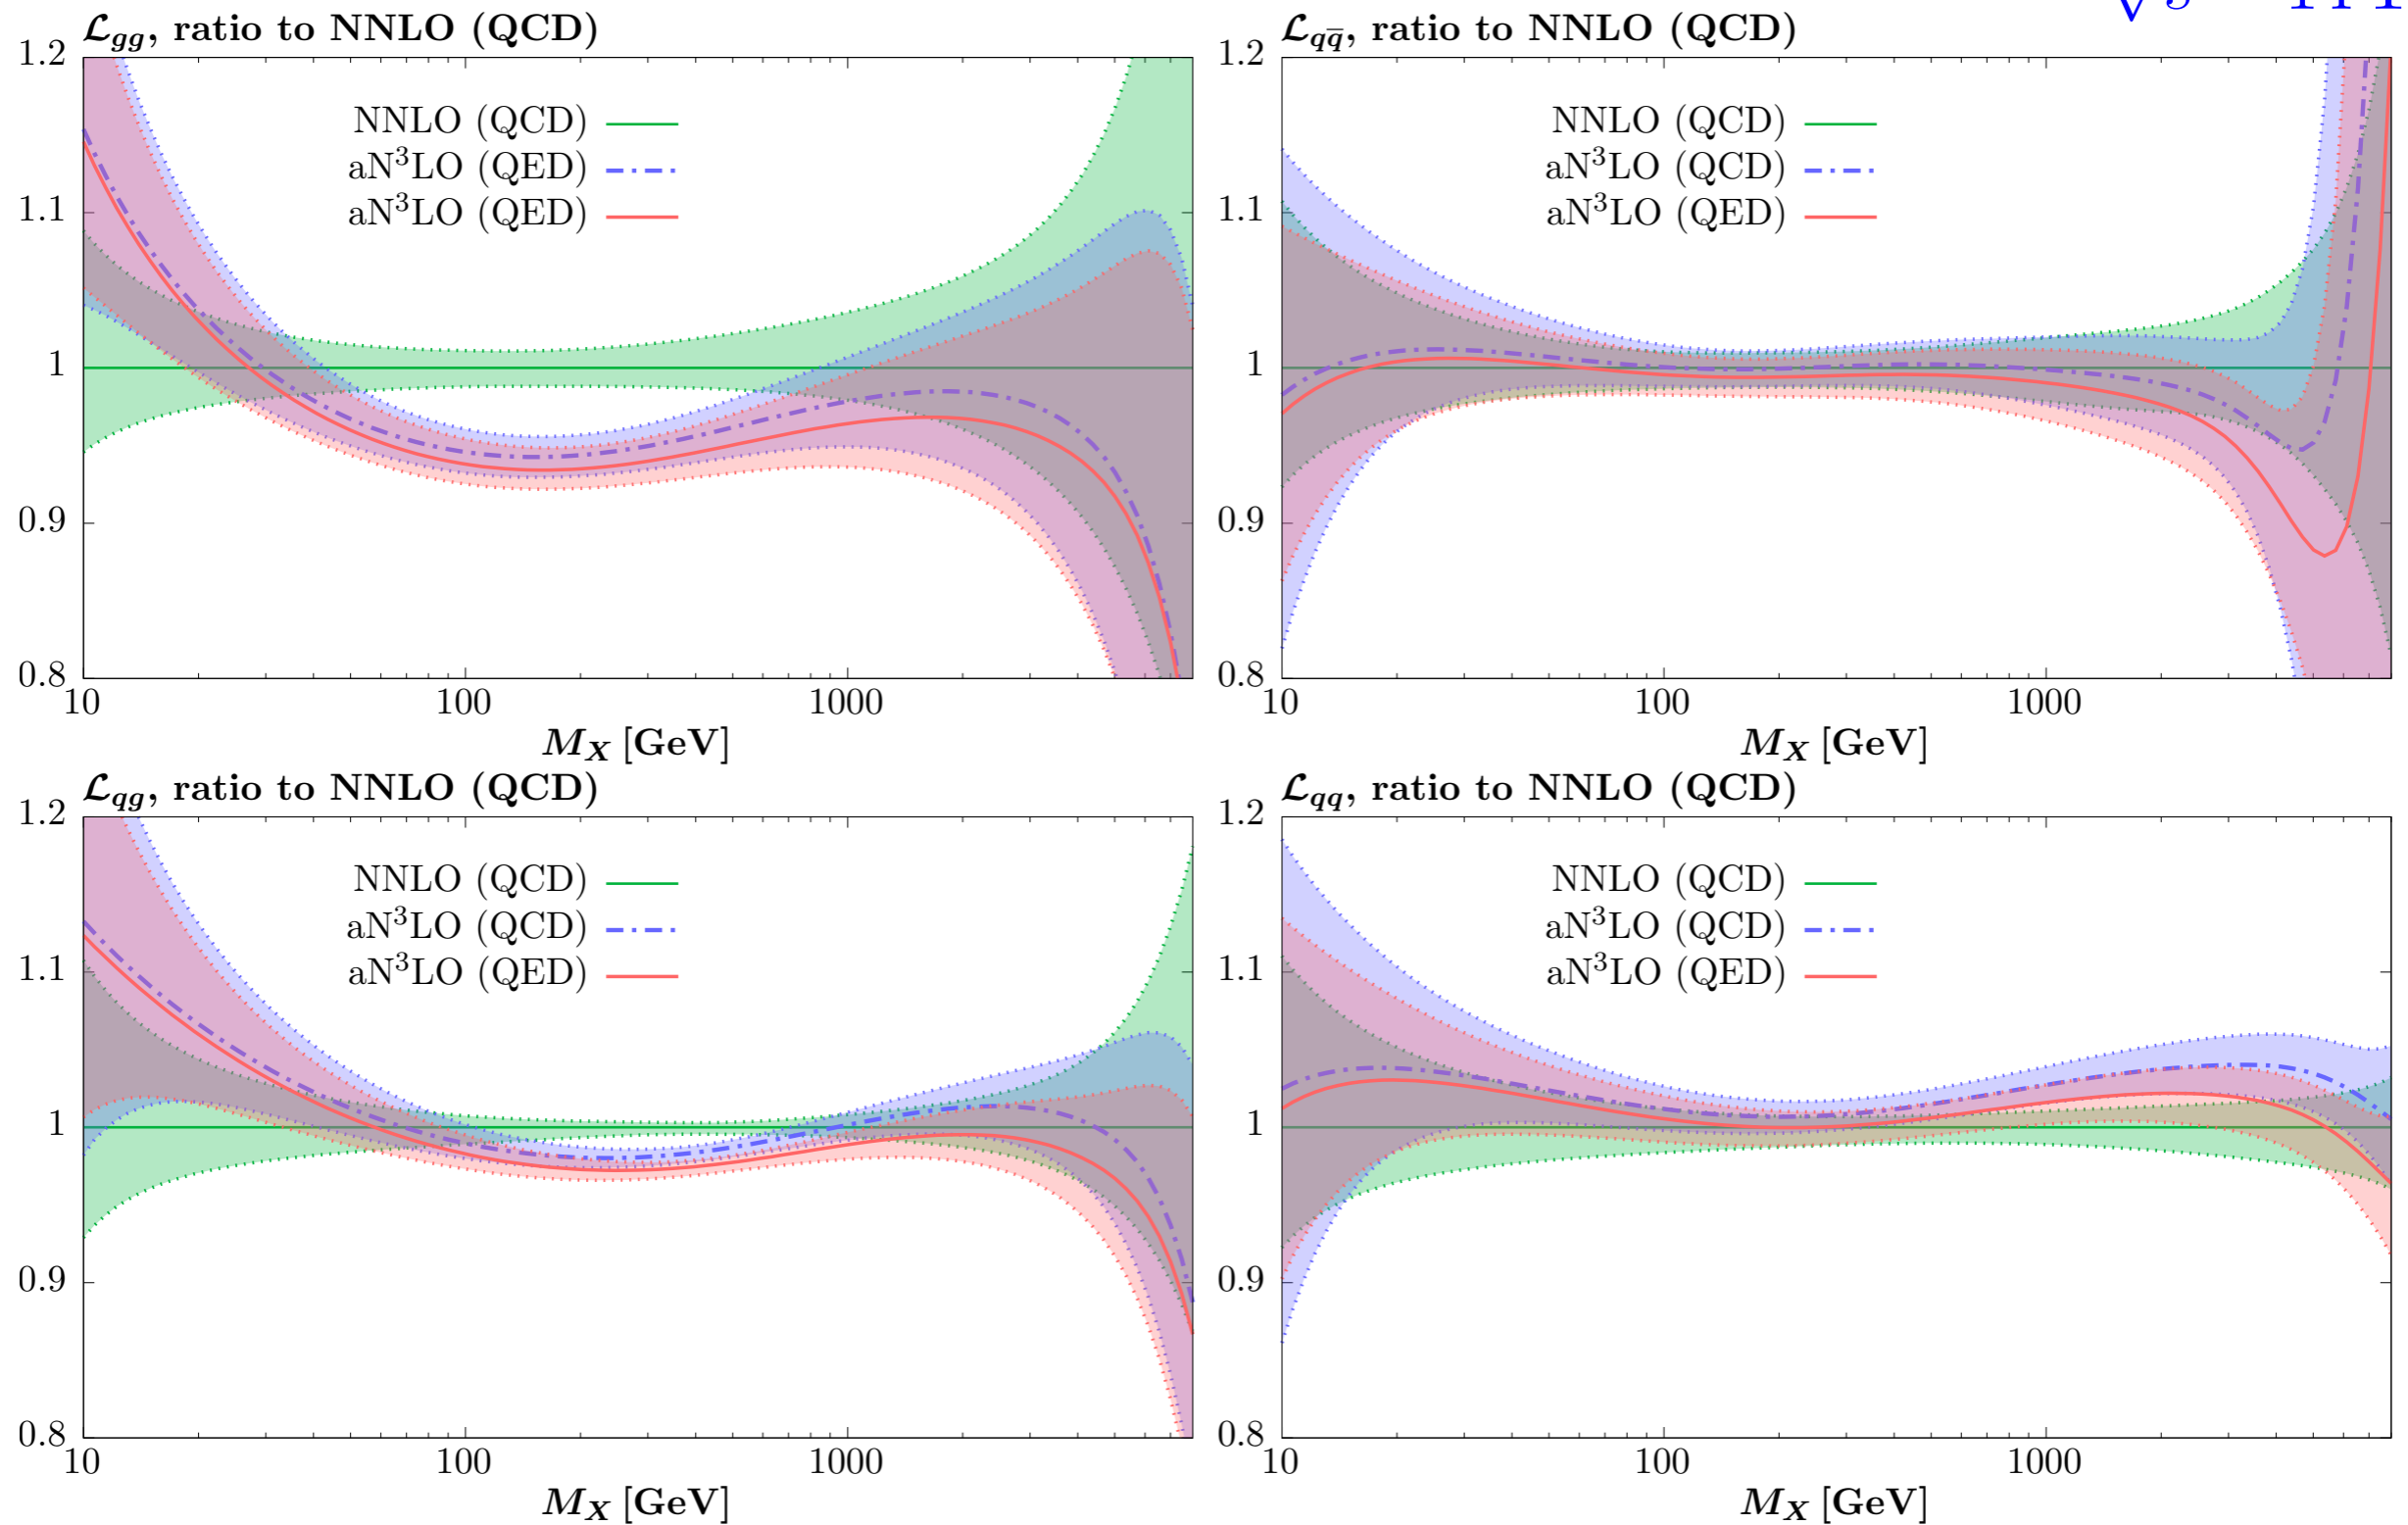 𝓛gg, ratio to NNLO (QCD)
1.2
1.1
1
0.9
0.8
NNLO (QCD)
aN³LO (QED)
aN³LO (QED)
10 100 1000
M_X [GeV]
𝓛qq̅, ratio to NNLO (QCD)
1.2
1.1
1
0.9
0.8
NNLO (QCD)
aN³LO (QCD)
aN³LO (QED)
10 100 1000
M_X [GeV]
𝓛qg, ratio to NNLO (QCD)
1.2
1.1
1
0.9
0.8
NNLO (QCD)
aN³LO (QCD)
aN³LO (QED)
10 100 1000
M_X [GeV]
𝓛qq, ratio to NNLO (QCD)
1.2
1.1
1
0.9
0.8
NNLO (QCD)
aN³LO (QCD)
aN³LO (QED)
10 100 1000
M_X [GeV]